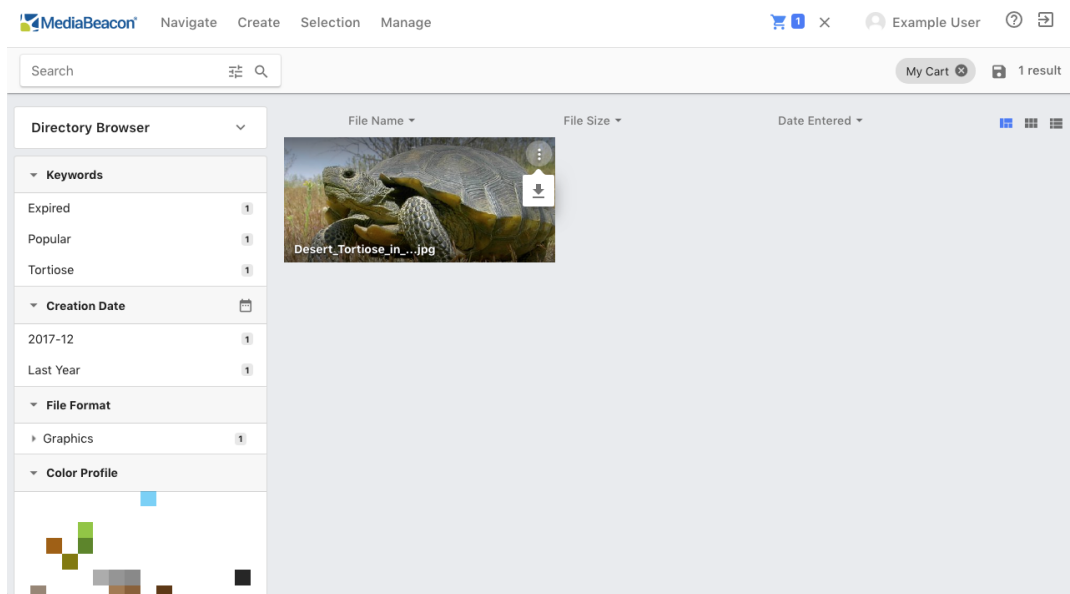 MediaBeacon® Navigate Create Selection Manage 1 Example User
Search My Cart 1 result
Directory Browser
File Name File Size Date Entered
Keywords
Expired 1
Popular 1
Tortiose 1
Desert_Tortiose_in_...jpg
Creation Date
2017-12 1
Last Year 1
File Format
Graphics 1
Color Profile